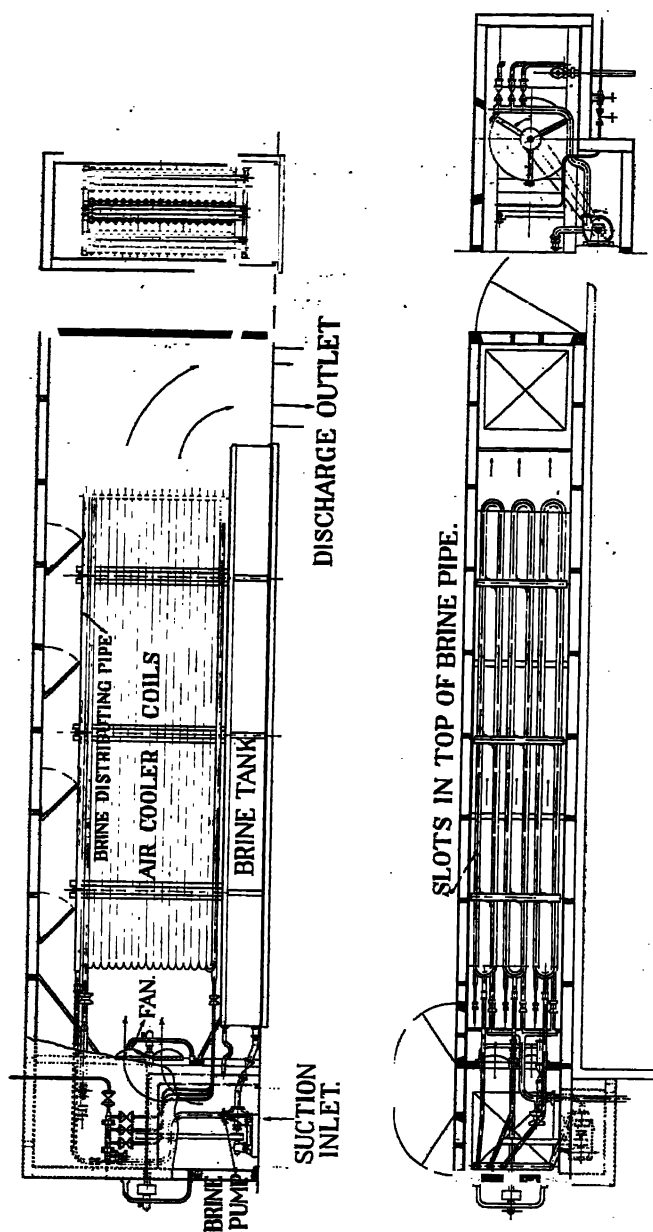 DISCHARGE OUTLET
BRINE DISTRIBUTING PIPE
AIR COOLER COILS
BRINE TANK
FAN.
SUCTION
INLET.
BRINE
PUMP
SLOTS IN TOP OF BRINE PIPE.